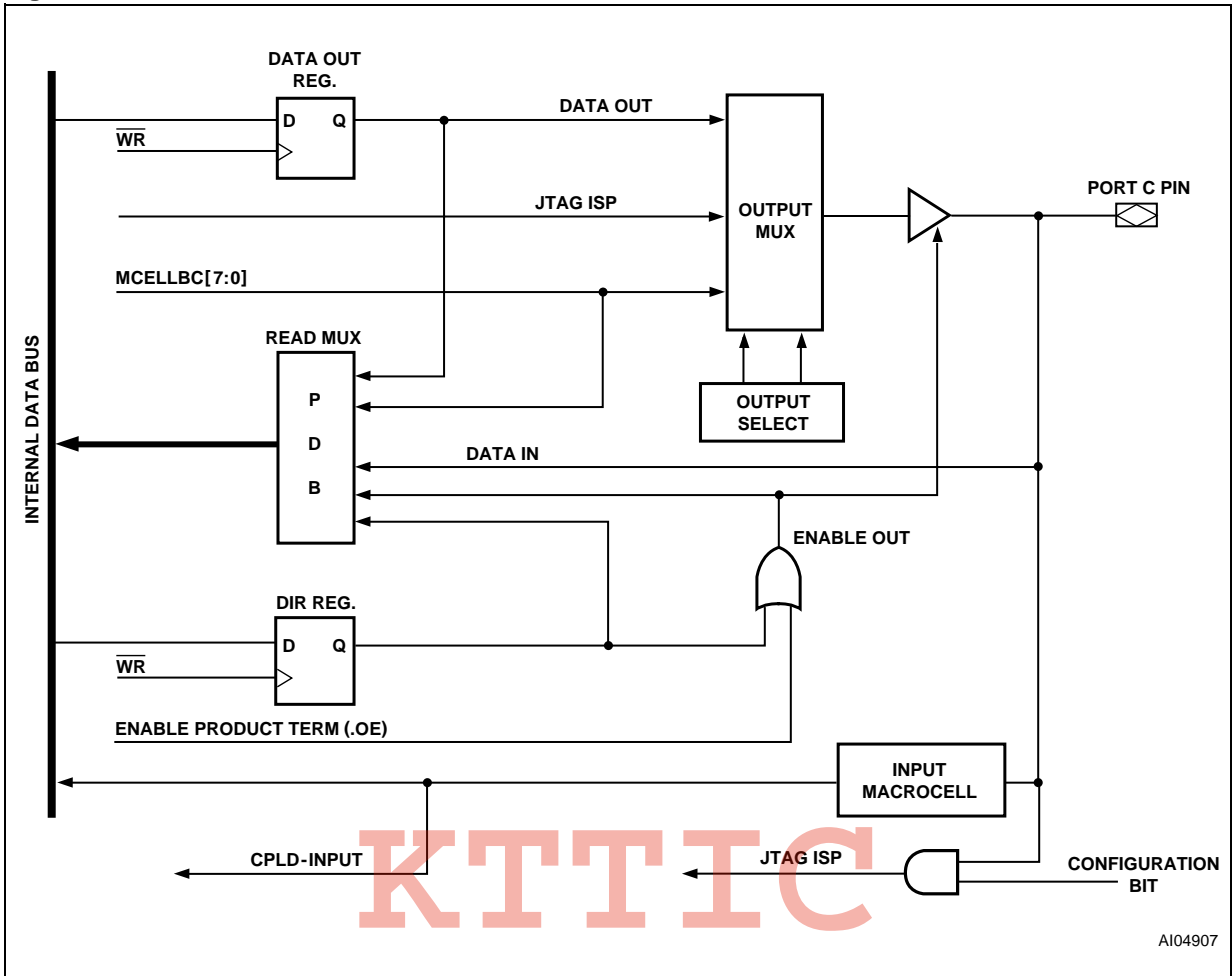 DATA OUT
REG.
D Q
WR
DATA OUT
JTAG ISP
OUTPUT
MUX
PORT C PIN
MCELLBC[7:0]
READ MUX
P
D
B
OUTPUT
SELECT
INTERNAL DATA BUS
DATA IN
ENABLE OUT
DIR REG.
D Q
WR
ENABLE PRODUCT TERM (.OE)
INPUT
MACROCELL
CPLD-INPUT
JTAG ISP
CONFIGURATION
BIT
KTTIC
AI04907